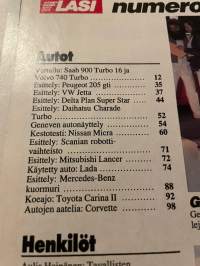 LASI
numero
Autot
Vertailu: Saab 900 Turbo 16 ja
Volvo 740 Turbo 12
Esittely: Peugeot 205 gti 35
Esittely: VW Jetta 37
Esittely: Delta Plan Super Star 44
Esittely: Daihatsu Charade
Turbo 52
Geneven autonäyttely 54
Kestotesti: Nissan Micra 60
Esittely: Scanian robotti-
vaihteisto 71
Esittely: Mitsubishi Lancer 72
Käytetty auto: Lada 74
Esittely: Mercedes-Benz
kuormuri 88
Koeajo: Toyota Carina II 92
Autojen aatelia: Corvette 98
Henkilöt